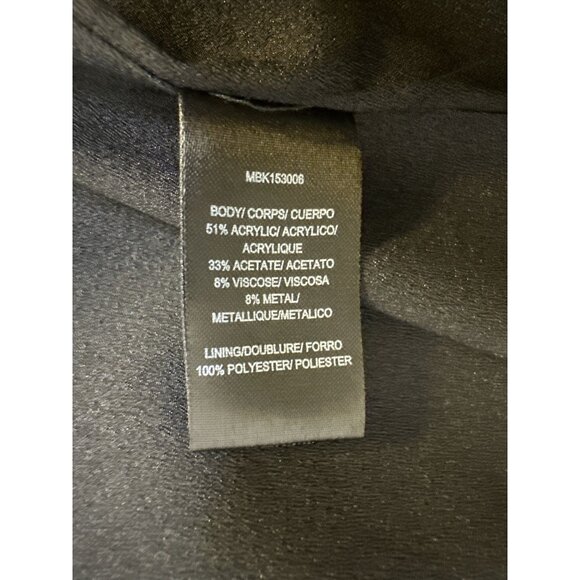 MBK153006
BODY/ CORPS/ CUERPO
51% ACRYLIC/ ACRYLICO/
ACRYLIQUE
33% ACETATE/ ACETATO
8% VISCOSE/ VISCOSA
8% METAL/
METALLIQUE/METALICO
LINING/DOUBLURE/ FORRO
100% POLYESTER/ POLIESTER